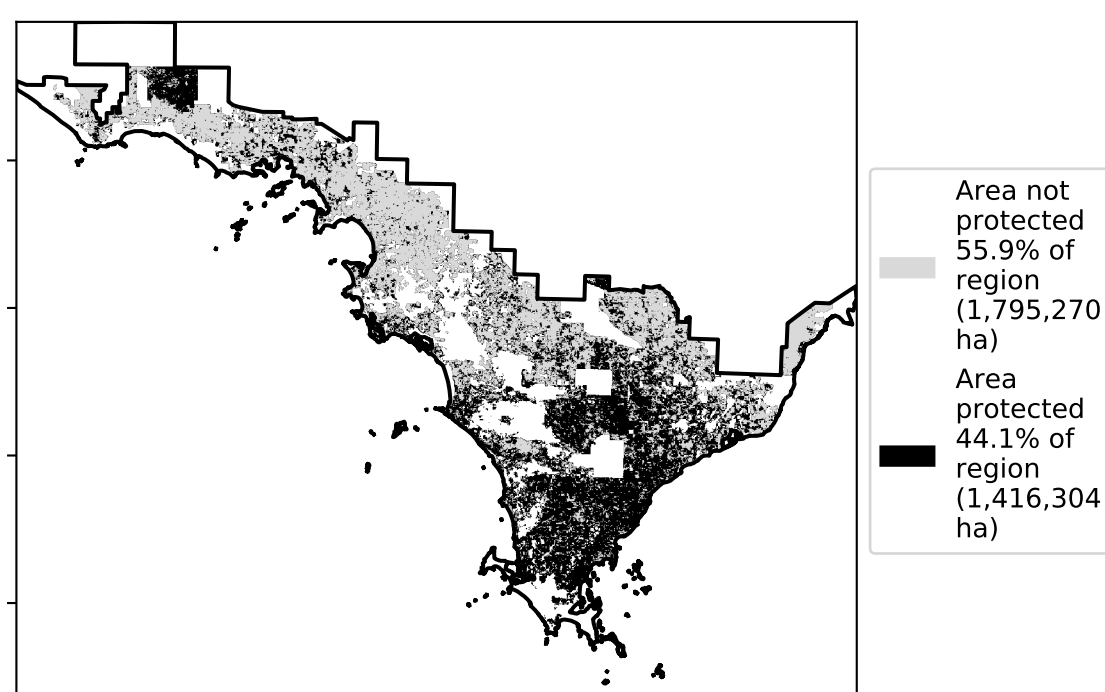 Area not
protected
55.9% of
region
(1,795,270
ha)
Area
protected
44.1% of
region
(1,416,304
ha)